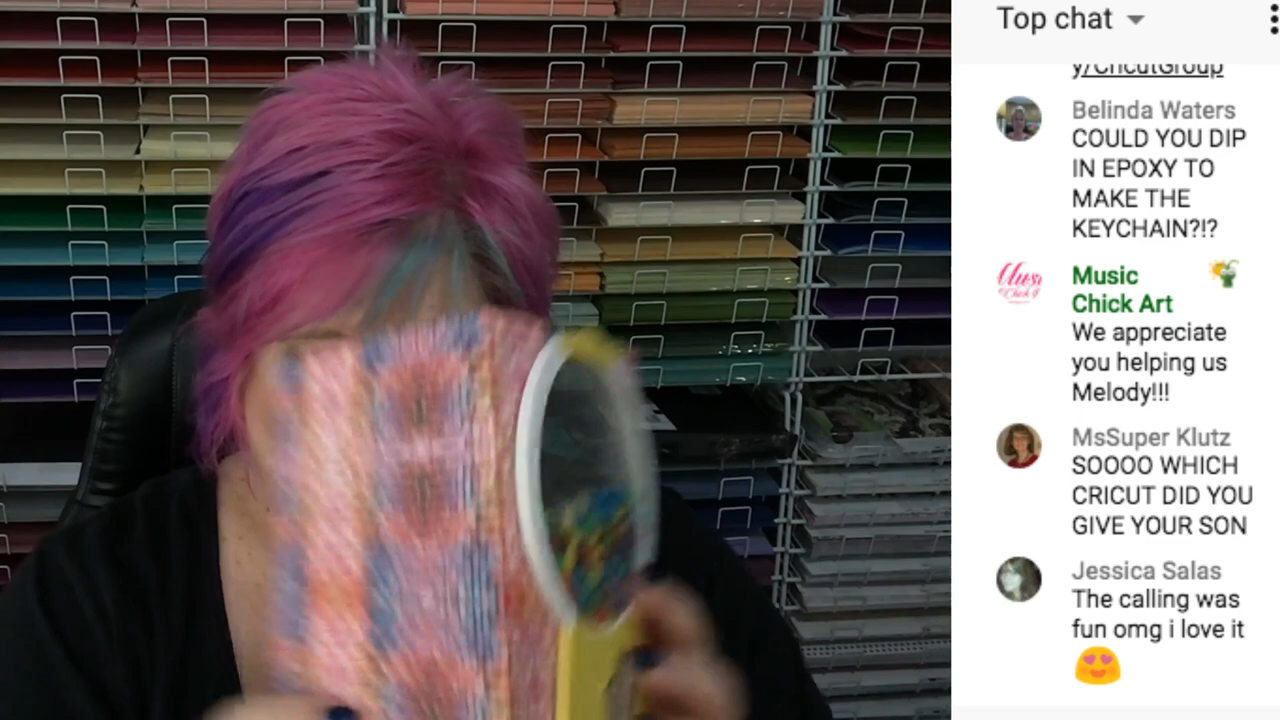 Top chat
y/CricutGroup
Belinda Waters
COULD YOU DIP
IN EPOXY TO
MAKE THE
KEYCHAIN?!?
Music
Chick Art
We appreciate
you helping us
Melody!!!
MsSuper Klutz
SOOOO WHICH
CRICUT DID YOU
GIVE YOUR SON
Jessica Salas
The calling was
fun omg i love it